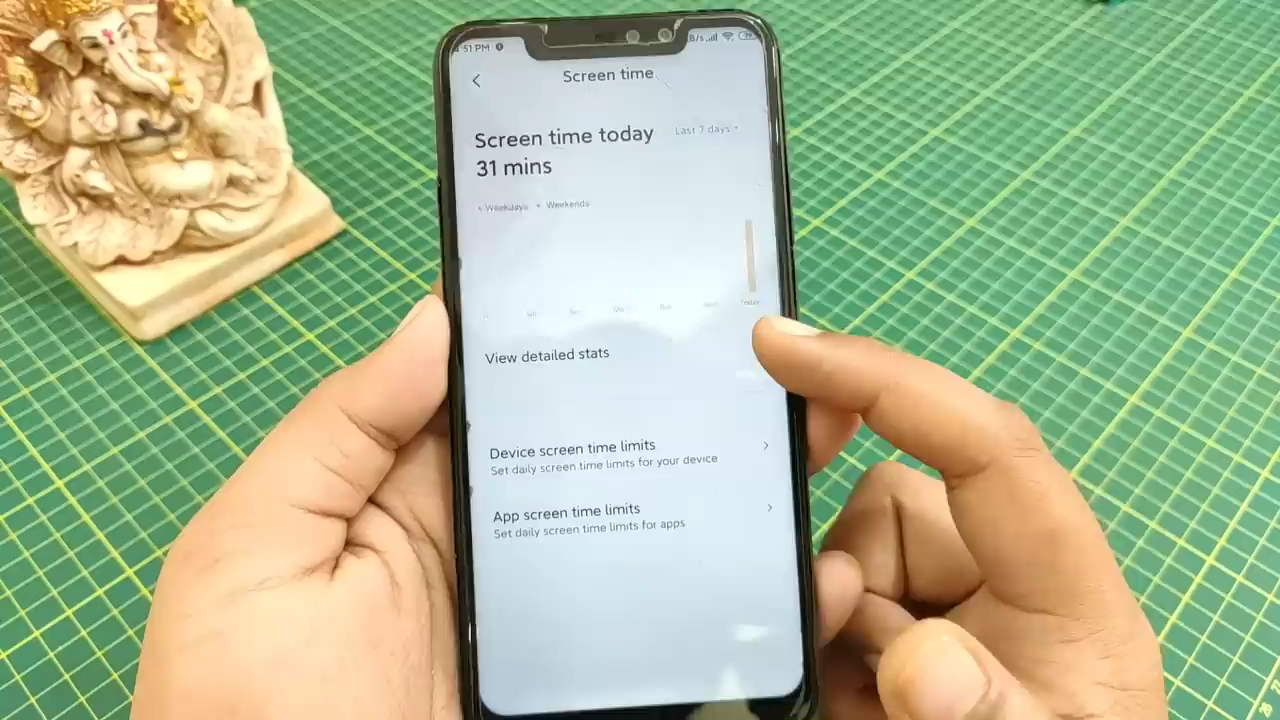 51 PM
Screen time
Screen time today
31 mins
Last 7 days
Weekdays
Weekends
Today
View detailed stats
Device screen time limits
Set daily screen time limits for your device
App screen time limits
Set daily screen time limits for apps